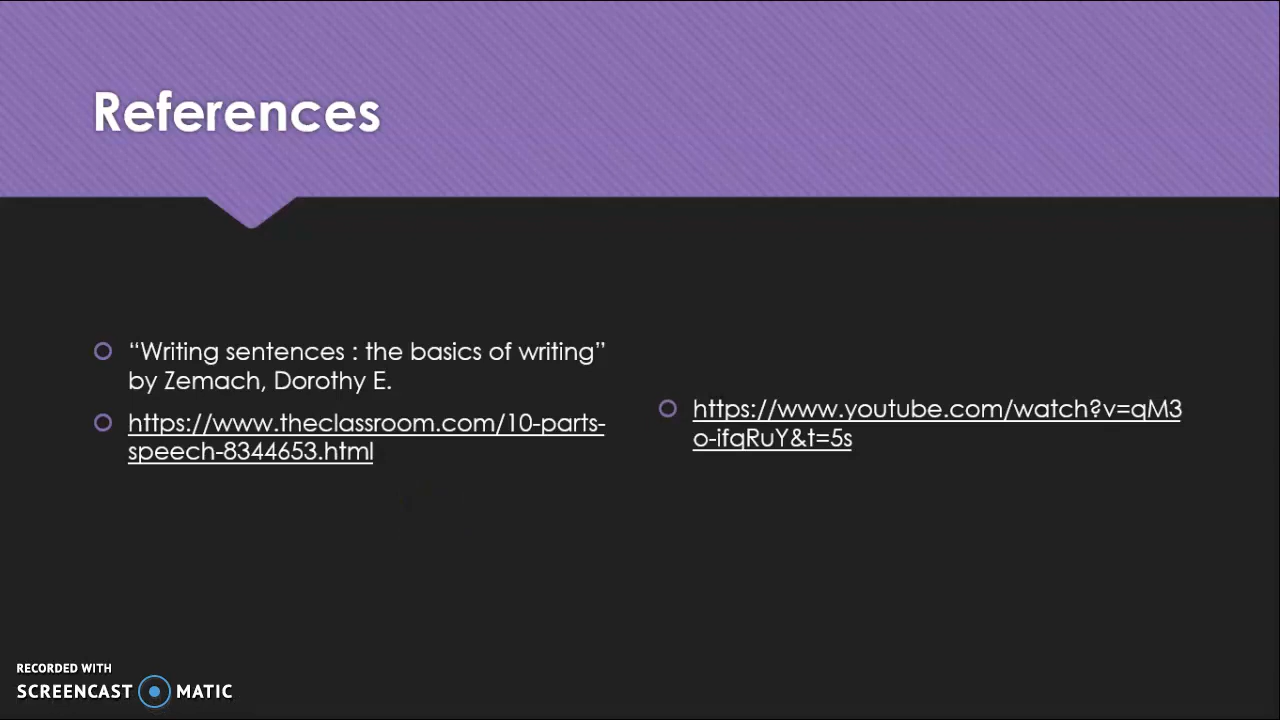 References
“Writing sentences : the basics of writing”
by Zemach, Dorothy E.
https://www.theclassroom.com/10-parts-
speech-8344653.html
https://www.youtube.com/watch?v=qM3
o-ifqRuY&t=5s
RECORDED WITH
SCREENCAST MATIC